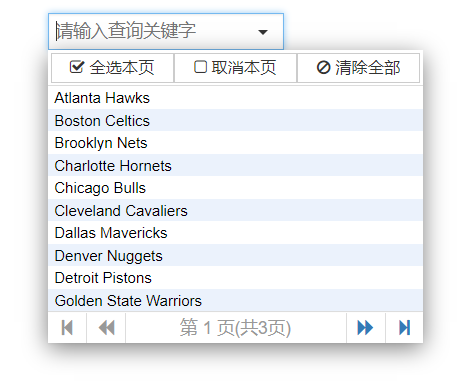 请输入查询关键字
全选本页 取消本页 清除全部
Atlanta Hawks
Boston Celtics
Brooklyn Nets
Charlotte Hornets
Chicago Bulls
Cleveland Cavaliers
Dallas Mavericks
Denver Nuggets
Detroit Pistons
Golden State Warriors
第 1 页(共3页)